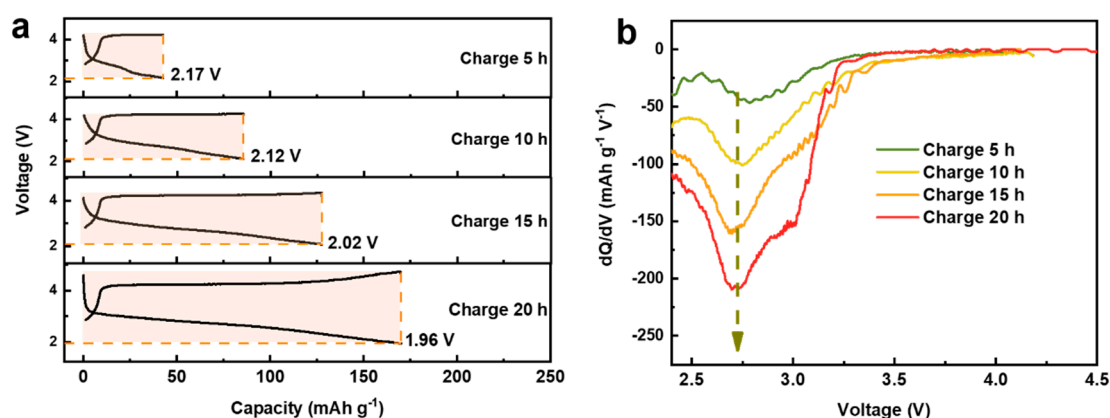 a
Voltage (V)
4
2
Charge 5 h
2.17 V
4
2
Charge 10 h
2.12 V
4
2
Charge 15 h
2.02 V
4
2
Charge 20 h
1.96 V
0 50 100 150 200 250
Capacity (mAh g⁻¹)
b
dQ/dV (mAh g⁻¹ V⁻¹)
0
-50
-100
-150
-200
-250
Charge 5 h
Charge 10 h
Charge 15 h
Charge 20 h
2.5 3.0 3.5 4.0 4.5
Voltage (V)